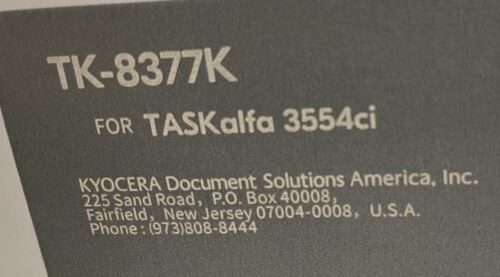 TK-8377K
FOR TASKalfa 3554ci
KYOCERA Document Solutions America, Inc.
225 Sand Road, P.O. Box 40008,
Fairfield, New Jersey 07004-0008, U.S.A.
Phone:(973)808-8444